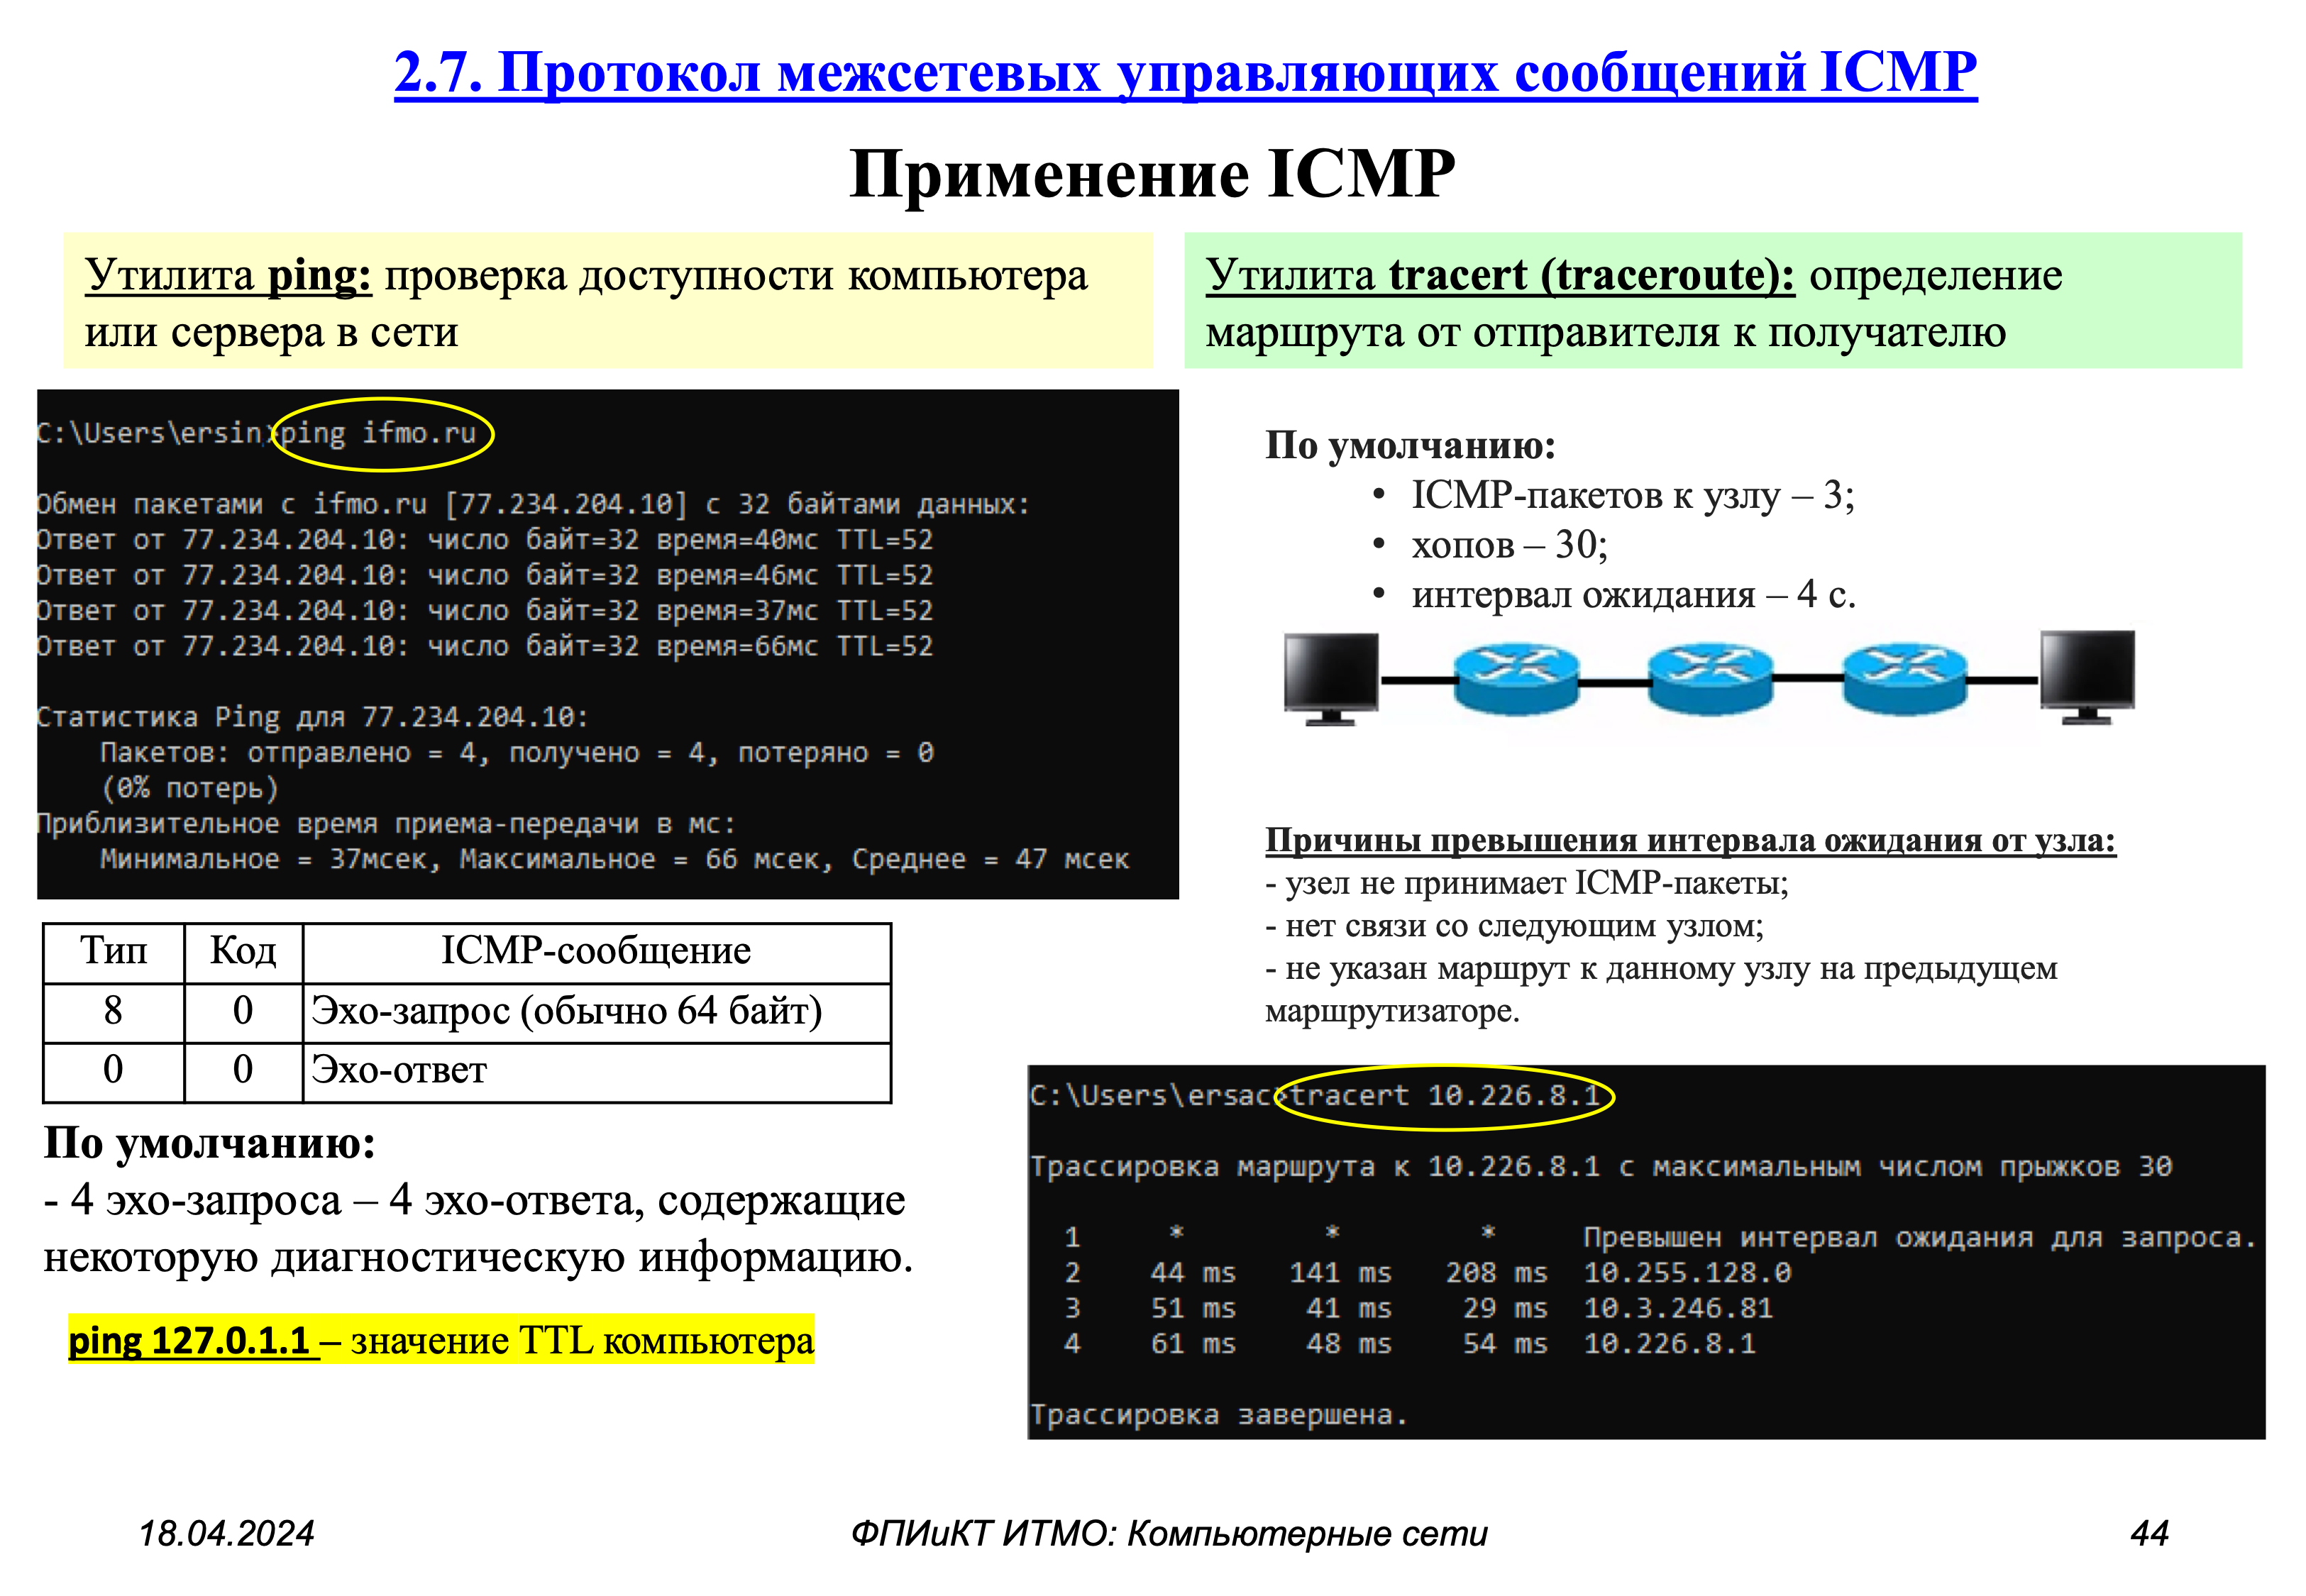 2.7. Протокол межсетевых управляющих сообщений ICMP
Применение ICMP
Утилита ping: проверка доступности компьютера
или сервера в сети
C:\Users\ersin>ping ifmo.ru
Обмен пакетами с ifmo.ru [77.234.204.10] с 32 байтами данных:
Ответ от 77.234.204.10: число байт=32 время=40мс TTL=52
Ответ от 77.234.204.10: число байт=32 время=46мс TTL=52
Ответ от 77.234.204.10: число байт=32 время=37мс TTL=52
Ответ от 77.234.204.10: число байт=32 время=66мс TTL=52
Статистика Ping для 77.234.204.10:
Пакетов: отправлено = 4, получено = 4, потеряно = 0
(0% потерь)
Приблизительное время приема-передачи в мс:
Минимальное = 37мсек, Максимальное = 66 мсек, Среднее = 47 мсек
Тип Код ICMP-сообщение
8 0 Эхо-запрос (обычно 64 байт)
0 0 Эхо-ответ
По умолчанию:
- 4 эхо-запроса – 4 эхо-ответа, содержащие
некоторую диагностическую информацию.
ping 127.0.1.1 – значение TTL компьютера
Утилита tracert (traceroute): определение
маршрута от отправителя к получателю
По умолчанию:
• ICMP-пакетов к узлу – 3;
• хопов – 30;
• интервал ожидания – 4 с.
Причины превышения интервала ожидания от узла:
- узел не принимает ICMP-пакеты;
- нет связи со следующим узлом;
- не указан маршрут к данному узлу на предыдущем
маршрутизаторе.
C:\Users\ersac>tracert 10.226.8.1
Трассировка маршрута к 10.226.8.1 с максимальным числом прыжков 30
1 * * * Превышен интервал ожидания для запроса.
2 44 ms 141 ms 208 ms 10.255.128.0
3 51 ms 41 ms 29 ms 10.3.246.81
4 61 ms 48 ms 54 ms 10.226.8.1
Трассировка завершена.
18.04.2024
ФПИиКТ ИТМО: Компьютерные сети
44